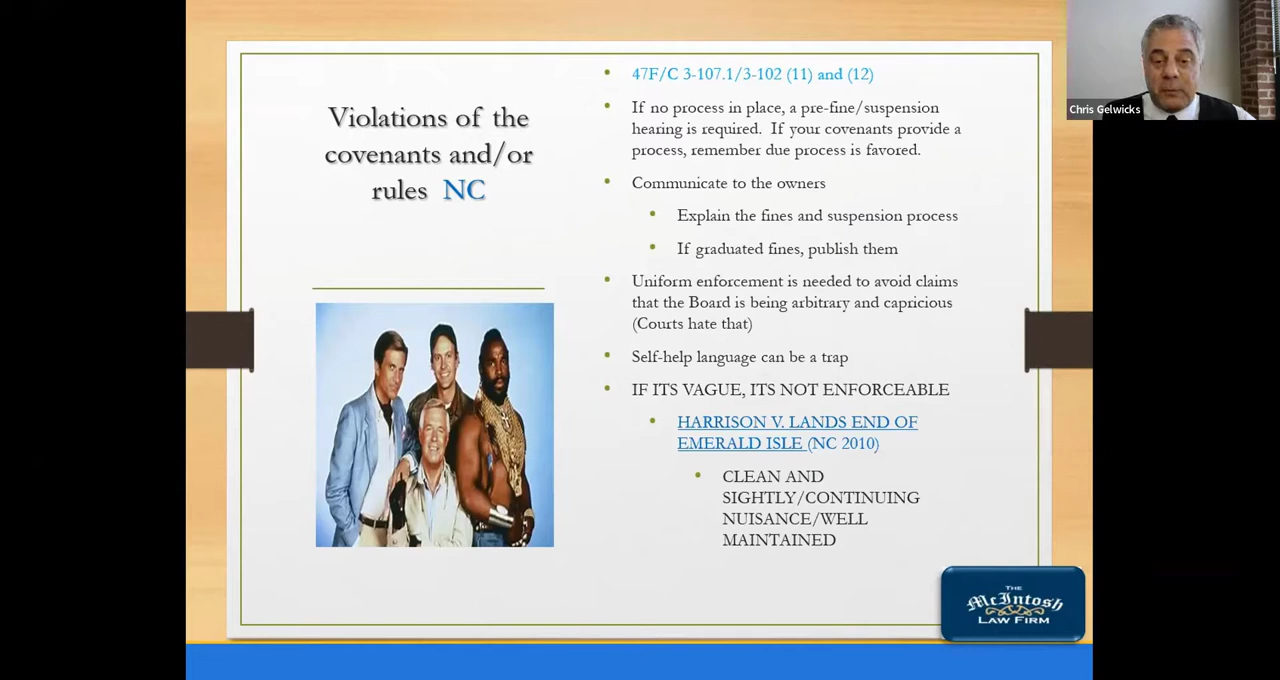 Violations of the
covenants and/or
rules NC
47F/C 3-107.1/3-102 (11) and (12)
If no process in place, a pre-fine/suspension
hearing is required. If your covenants provide a
process, remember due process is favored.
Communicate to the owners
Explain the fines and suspension process
If graduated fines, publish them
Uniform enforcement is needed to avoid claims
that the Board is being arbitrary and capricious
(Courts hate that)
Self-help language can be a trap
IF ITS VAGUE, ITS NOT ENFORCEABLE
HARRISON V. LANDS END OF
EMERALD ISLE (NC 2010)
CLEAN AND
SIGHTLY/CONTINUING
NUISANCE/WELL
MAINTAINED
Chris Gelwicks
THE
McIntosh
LAW FIRM